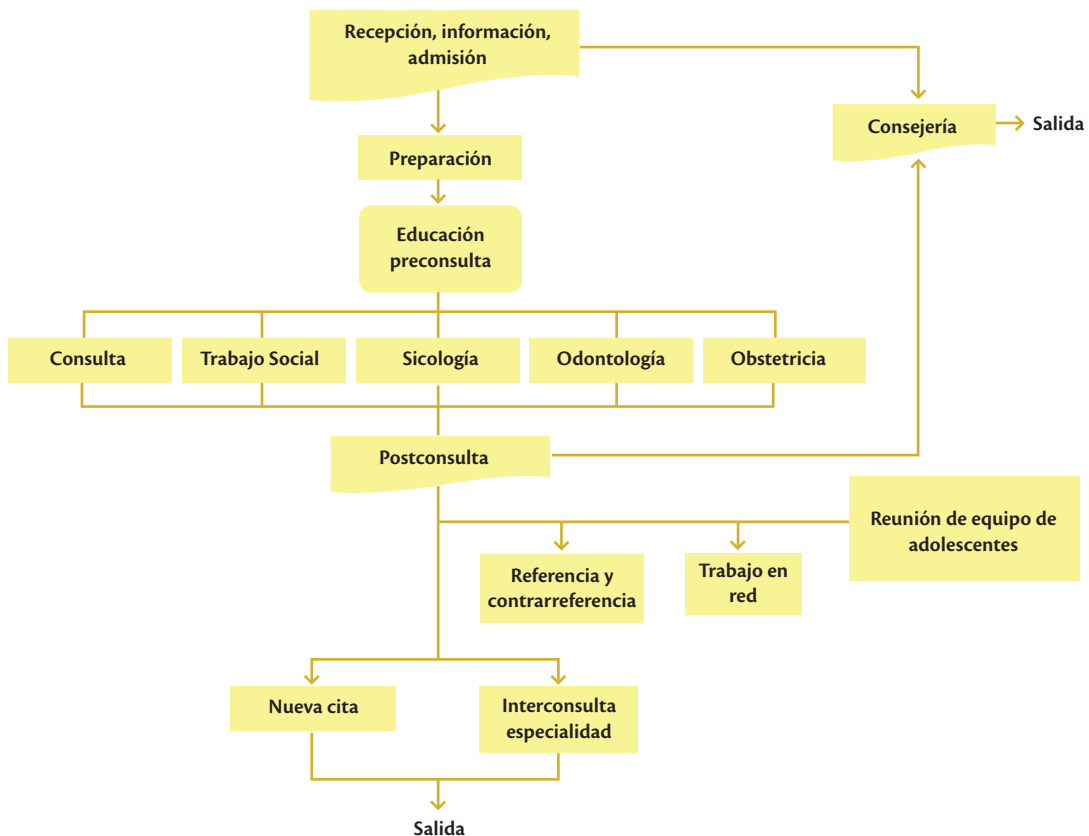 Recepción, información,
admisión
Consejería
Salida
Preparación
Educación
preconsulta
Consulta
Trabajo Social
Sicología
Odontología
Obstetricia
Postconsulta
Reunión de equipo de
adolescentes
Referencia y
contrarreferencia
Trabajo en
red
Nueva cita
Interconsulta
especialidad
Salida